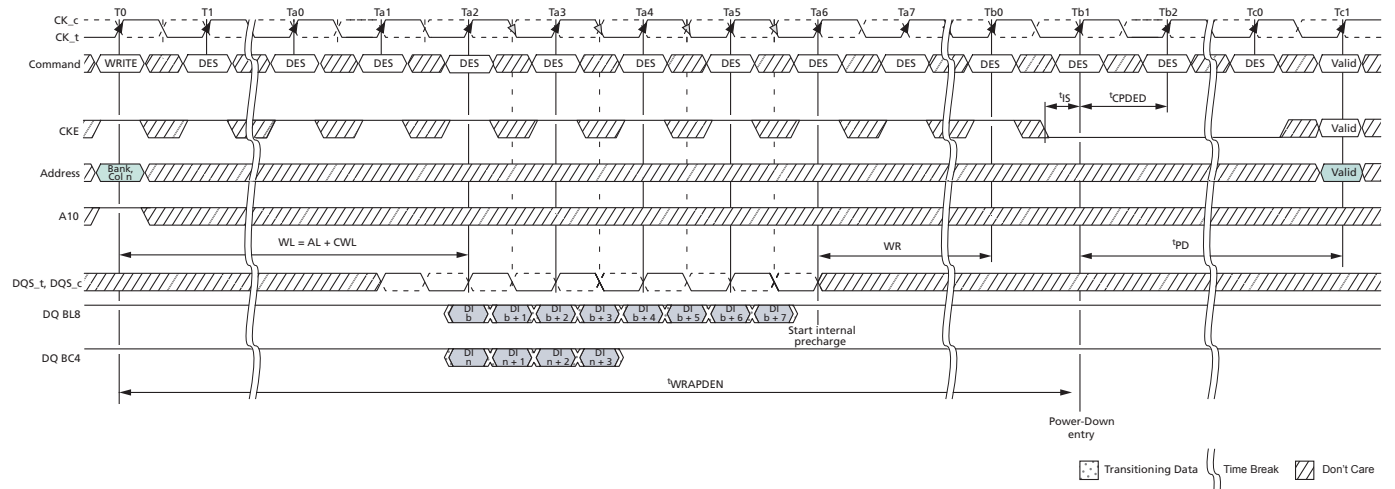 T0 T1 Ta0 Ta1 Ta2 Ta3 Ta4 Ta5 Ta6 Ta7 Tb0 Tb1 Tb2 Tc0 Tc1
CK_c
CK_t
Command WRITE DES DES DES DES DES DES DES DES DES DES DES DES DES Valid
tIS tCPDED
CKE Valid
Address Bank, Col n Valid
A10
WL = AL + CWL WR tPD
DQS_t, DQS_c
DQ BL8 DI b DI b + 1 DI b + 2 DI b + 3 DI b + 4 DI b + 5 DI b + 6 DI b + 7
Start internal
precharge
DQ BC4 DI n DI n + 1 DI n + 2 DI n + 3
tWRAPDEN
Power-Down
entry
Transitioning Data Time Break Don't Care